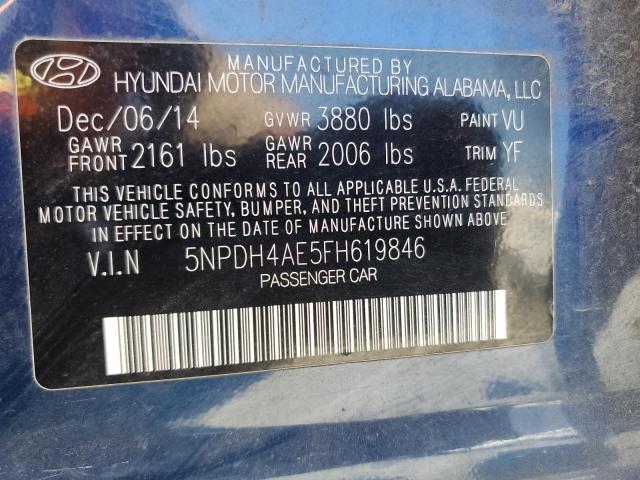 MANUFACTURED BY
HYUNDAI MOTOR MANUFACTURING ALABAMA, LLC
Dec/06/14 GVWR 3880 lbs PAINT VU
GAWR FRONT 2161 lbs GAWR REAR 2006 lbs TRIM YF
THIS VEHICLE CONFORMS TO ALL APPLICABLE U.S.A. FEDERAL
MOTOR VEHICLE SAFETY, BUMPER, AND THEFT PREVENTION STANDARDS
IN EFFECT ON THE DATE OF MANUFACTURE SHOWN ABOVE.
V.I.N 5NPDH4AE5FH619846
PASSENGER CAR